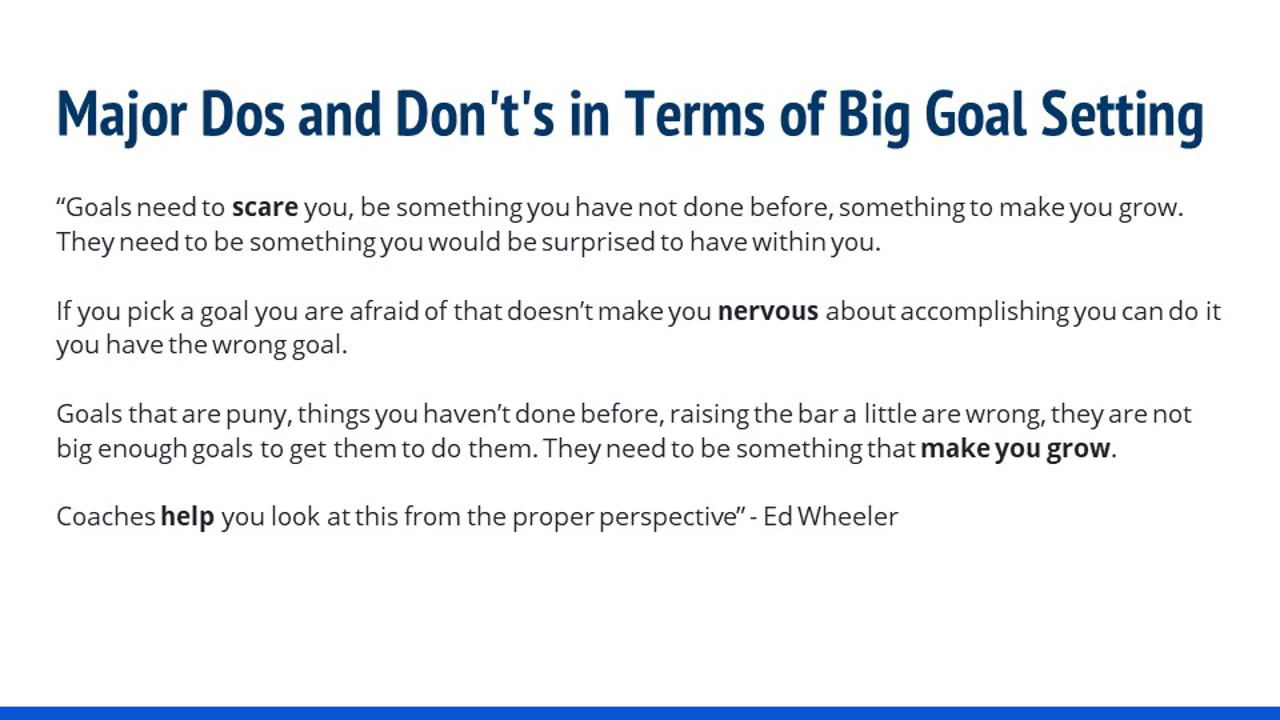 Major Dos and Don't't's in Terms of Big Goal Setting
“Goals need to scare you, be something you have not done before, something to make you grow.
They need to be something you would be surprised to have within you.
If you pick a goal you are afraid of that doesn’t make you nervous about accomplishing you can do it
you have the wrong goal.
Goals that are puny, things you haven’t done before, raising the bar a little are wrong, they are not
big enough goals to get them to do them. They need to be something that make you grow.
Coaches help you look at this from the proper perspective” - Ed Wheeler